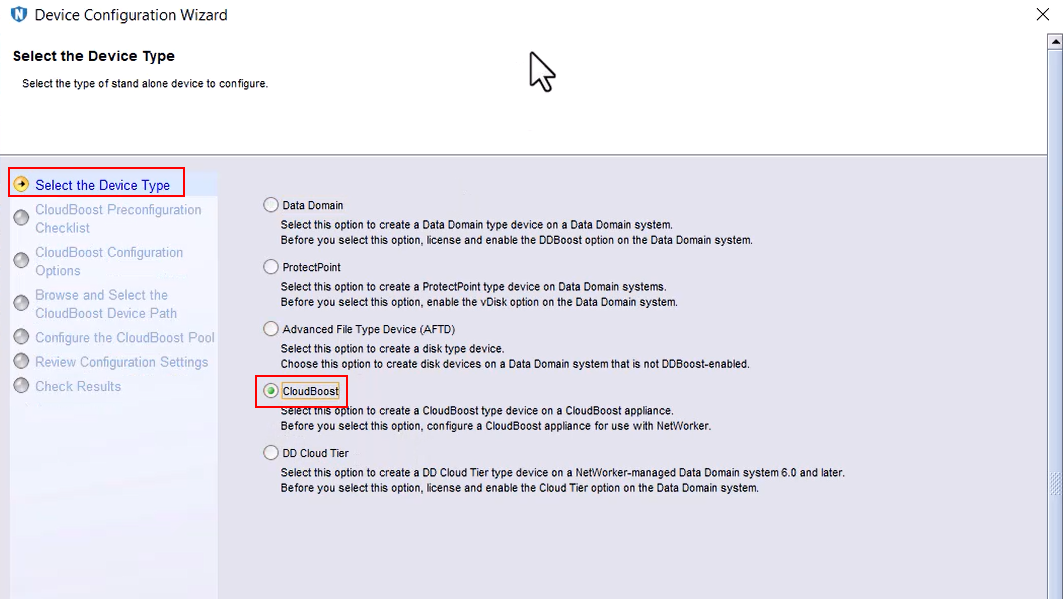 Device Configuration Wizard
Select the Device Type
Select the type of stand alone device to configure.
Select the Device Type
CloudBoost Preconfiguration
Checklist
CloudBoost Configuration
Options
Browse and Select the
CloudBoost Device Path
Configure the CloudBoost Pool
Review Configuration Settings
Check Results
Data Domain
Select this option to create a Data Domain type device on a Data Domain system.
Before you select this option, license and enable the DDBoost option on the Data Domain system.
ProtectPoint
Select this option to create a ProtectPoint type device on Data Domain systems.
Before you select this option, enable the vDisk option on the Data Domain system.
Advanced File Type Device (AFTD)
Select this option to create a disk type device.
Choose this option to create disk devices on a Data Domain system that is not DDBoost-enabled.
CloudBoost
Select this option to create a CloudBoost type device on a CloudBoost appliance.
Before you select this option, configure a CloudBoost appliance for use with NetWorker.
DD Cloud Tier
Select this option to create a DD Cloud Tier type device on a NetWorker-managed Data Domain system 6.0 and later.
Before you select this option, license and enable the Cloud Tier option on the Data Domain system.